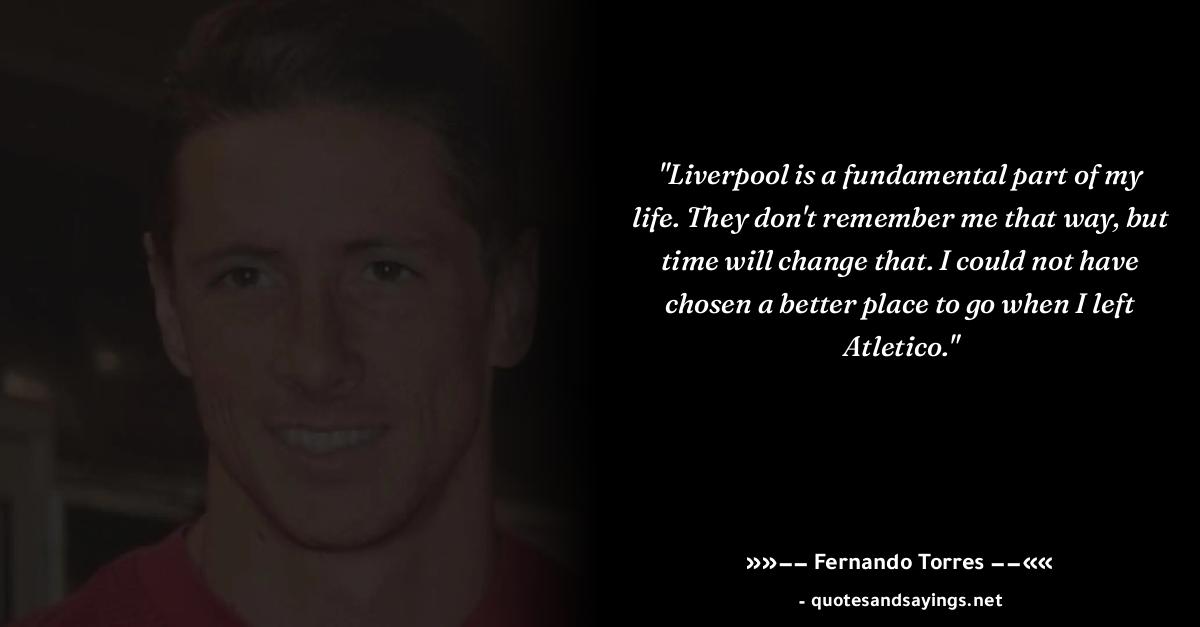 "Liverpool is a fundamental part of my
life. They don't remember me that way, but
time will change that. I could not have
chosen a better place to go when I left
Atletico."
»»−− Fernando Torres −−««
- quotesandsayings.net